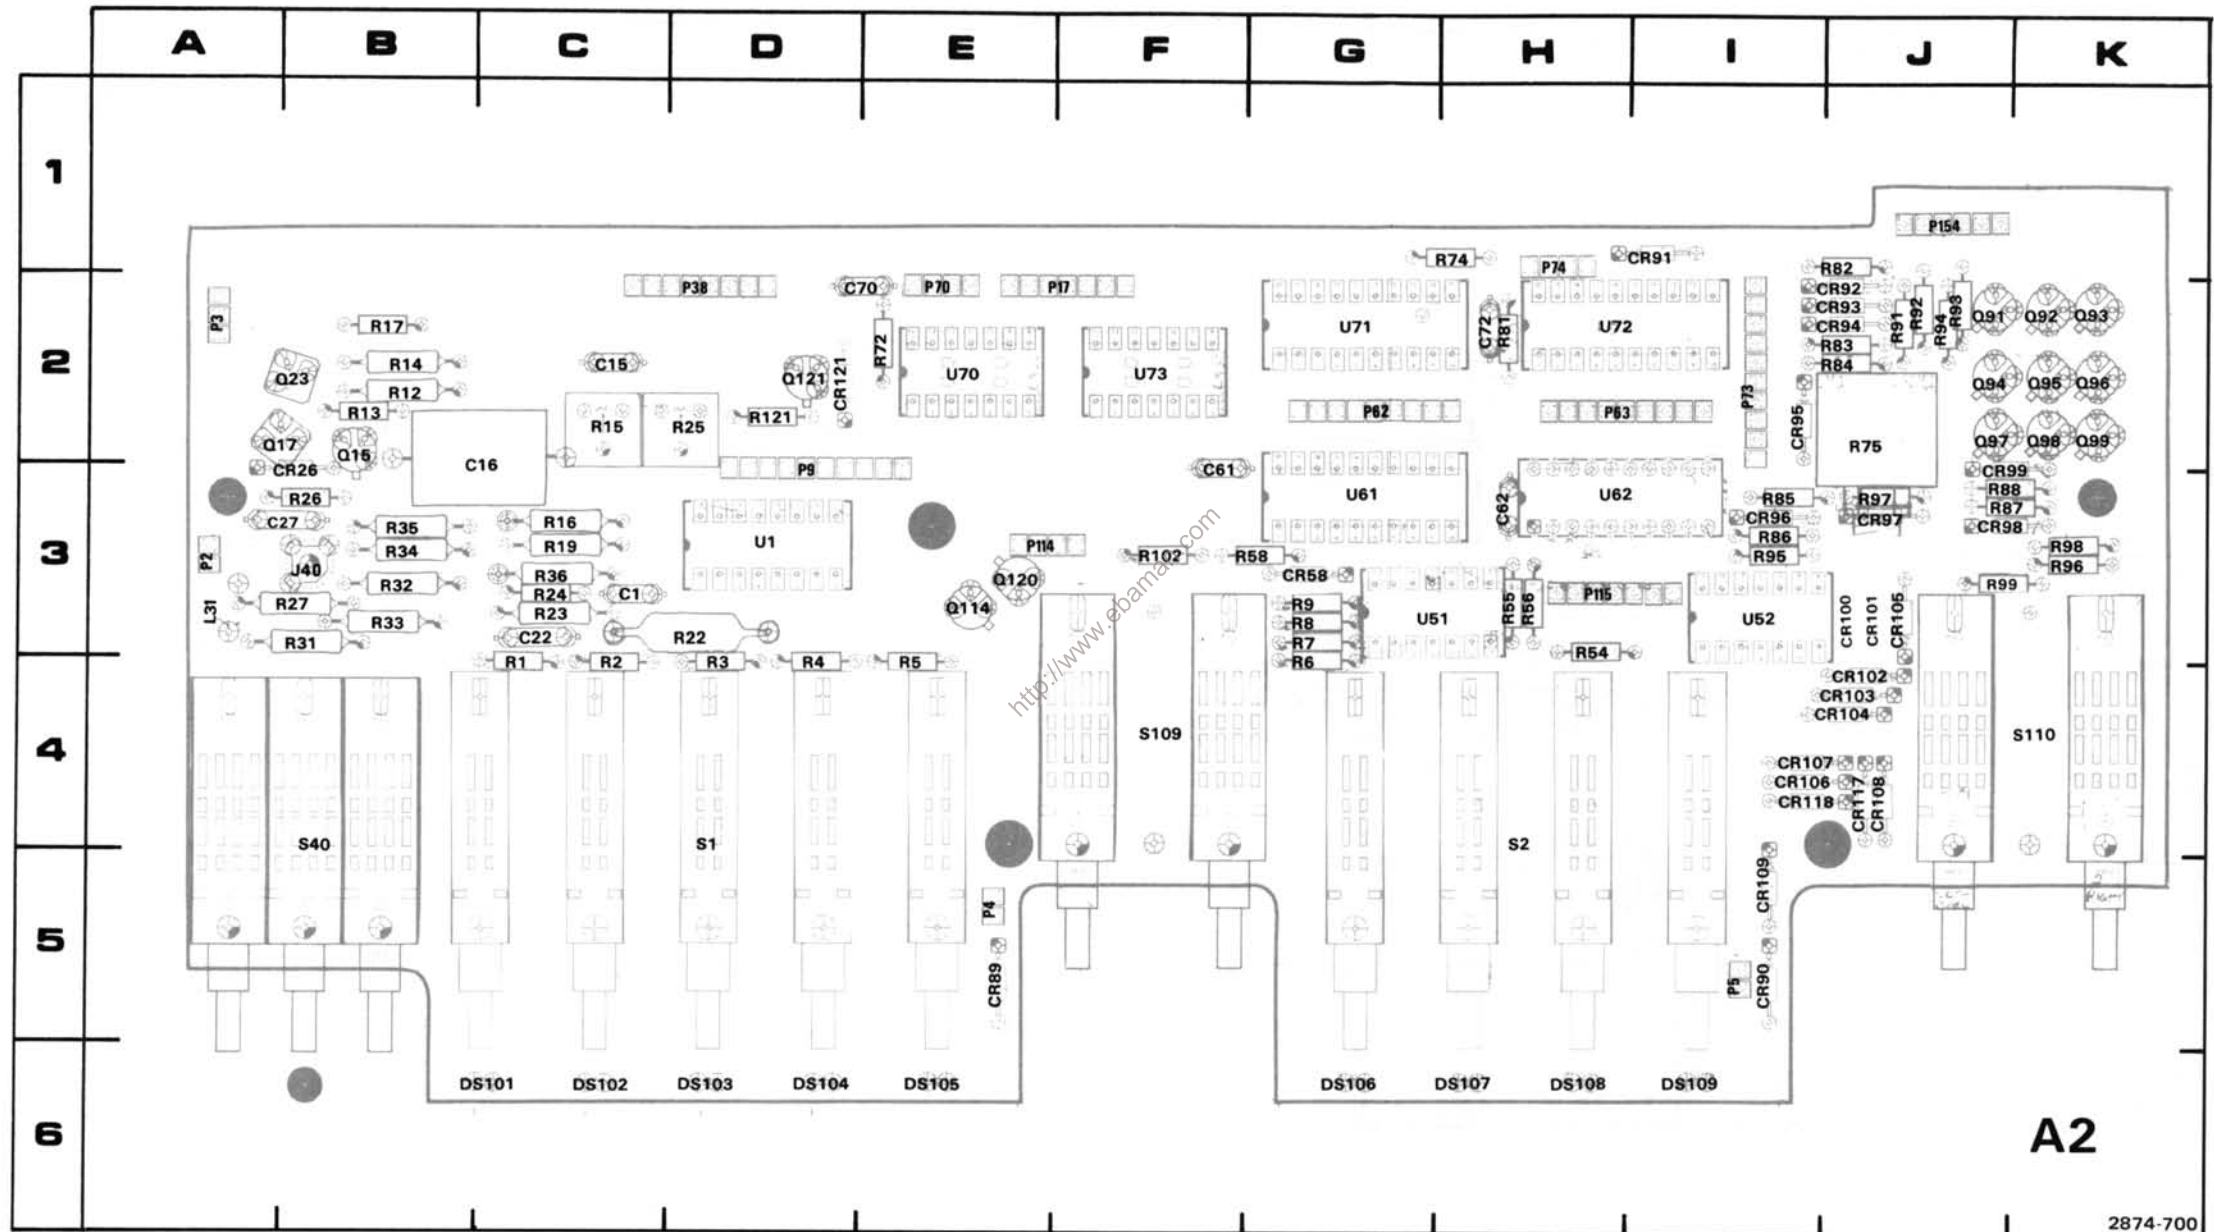 A B C D E F G H I J K
1
P154
R74 P74 CR91 R82
P38 C70 P70 P17 CR92
P3 R17 R72 U71 C72 R81 U72 CR93 R91 R92 R94 R93 Q91 Q92 Q93
CR94
2
R14 C15 Q121 CR121 U70 U73 R83
Q23 R84 Q94 Q95 Q96
R12 P73
R13 R121 P62 P63 CR95
R15 R25
Q17 Q15 R75 Q97 Q98 Q99
CR26 C16 P9 C61 CR99
R26 U61 C62 U62 R85 R97 R88
C27 R35 R16 CR96 CR97 R87
CR98
R34 R19 U1 P114 R86 R98
3
P2 J40 R102 R58 R95 R96
R32 R36 Q120 CR58 R99
R24 C1 P115
R27 R23 Q114 R9 R55 R56 CR100 CR101 CR105
L31 R33 R8 U51 U52
R31 C22 R22 R7 R54
R1 R2 R3 R4 R5 R6
CR102
CR103
CR104
4
S109 S110
CR107
CR106 CR117 CR108
CR118
S40 S1 S2
CR109
5
P4
CR89 P5 CR90
DS101 DS102 DS103 DS104 DS105 DS106 DS107 DS108 DS109
6
A2
2874-700
http://www.ebaman.com